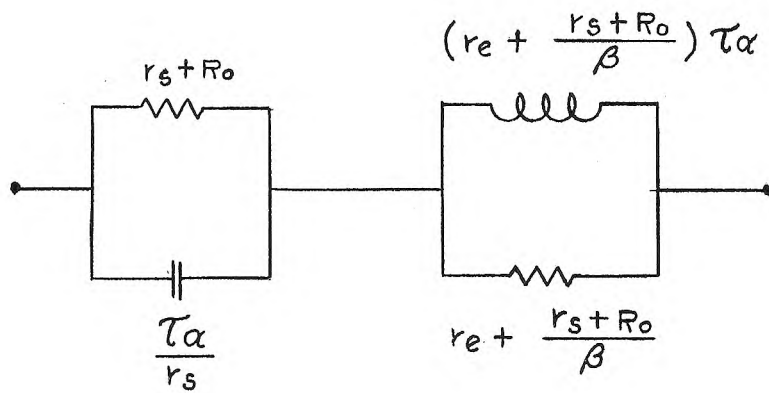 rs + Ro
τα / rs
(re + (rs + Ro) / β) τα
re + (rs + Ro) / β